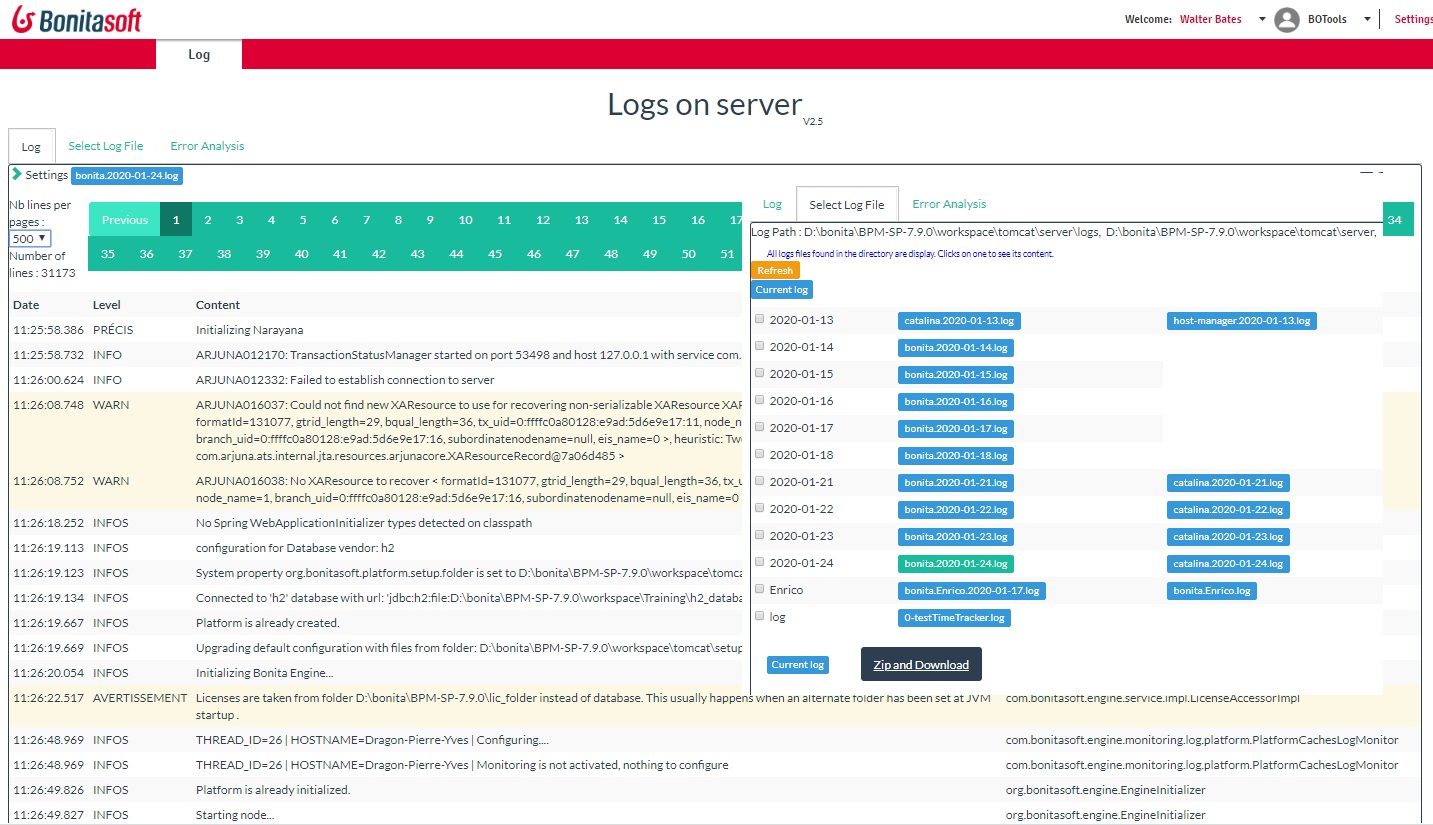 Bonitasoft
Welcome: Walter Bates BOTools Settings
Log
Logs on server V2.5
Log Select Log File Error Analysis
Settings bonita.2020-01-24.log
Nb lines per
pages :
500
Number of
lines : 31173
Previous 1 2 3 4 5 6 7 8 9 10 11 12 13 14 15 16 17
34
35 36 37 38 39 40 41 42 43 44 45 46 47 48 49 50 51
Date Level Content
11:25:58.386 PRÉCIS Initializing Narayana
11:25:58.732 INFO ARJUNA012170: TransactionStatusManager started on port 53498 and host 127.0.0.1 with service com.
11:26:00.624 INFO ARJUNA012332: Failed to establish connection to server
11:26:08.748 WARN ARJUNA016037: Could not find new XAResource to use for recovering non-serializable XAResource XAR
formatId=131077, gtrid_length=29, bqual_length=36, tx_uid=0:ffffc0a80128:e9ad:5d6e9e17:11, node_n
branch_uid=0:ffffc0a80128:e9ad:5d6e9e17:16, subordinatenodename=null, eis_name=0 >, heuristic: Tw
com.arjuna.ats.internal.jta.resources.arjunacore.XAResourceRecord@7a06d485 >
11:26:08.752 WARN ARJUNA016038: No XAResource to recover < formatId=131077, gtrid_length=29, bqual_length=36, tx_u
node_name=1, branch_uid=0:ffffc0a80128:e9ad:5d6e9e17:16, subordinatenodename=null, eis_name=0
11:26:18.252 INFOS No Spring WebApplicationInitializer types detected on classpath
11:26:19.113 INFOS configuration for Database vendor: h2
11:26:19.123 INFOS System property org.bonitasoft.platform.setup.folder is set to D:\bonita\BPM-SP-7.9.0\workspace\tomca
11:26:19.134 INFOS Connected to 'h2' database with url: 'jdbc:h2:file:D:\bonita\BPM-SP-7.9.0\workspace\Training\h2_databa
11:26:19.667 INFOS Platform is already created.
11:26:19.669 INFOS Upgrading default configuration with files from folder: D:\bonita\BPM-SP-7.9.0\workspace\tomcat\setup
11:26:20.054 INFOS Initializing Bonita Engine...
11:26:22.517 AVERTISSEMENT Licenses are taken from folder D:\bonita\BPM-SP-7.9.0\lic_folder instead of database. This usually happens when an alternate folder has been set at JVM com.bonitasoft.engine.service.impl.LicenseAccessorImpl
startup .
11:26:48.969 INFOS THREAD_ID=26 | HOSTNAME=Dragon-Pierre-Yves | Configuring.... com.bonitasoft.engine.monitoring.log.platform.PlatformCachesLogMonitor
11:26:48.969 INFOS THREAD_ID=26 | HOSTNAME=Dragon-Pierre-Yves | Monitoring is not activated, nothing to configure com.bonitasoft.engine.monitoring.log.platform.PlatformCachesLogMonitor
11:26:49.826 INFOS Platform is already initialized. org.bonitasoft.engine.EngineInitializer
11:26:49.827 INFOS Starting node... org.bonitasoft.engine.EngineInitializer
Log Select Log File Error Analysis
Log Path : D:\bonita\BPM-SP-7.9.0\workspace\tomcat\server\logs, D:\bonita\BPM-SP-7.9.0\workspace\tomcat\server,
All logs files found in the directory are display. Clicks on one to see its content.
Refresh
Current log
2020-01-13 catalina.2020-01-13.log host-manager.2020-01-13.log
2020-01-14 bonita.2020-01-14.log
2020-01-15 bonita.2020-01-15.log
2020-01-16 bonita.2020-01-16.log
2020-01-17 bonita.2020-01-17.log
2020-01-18 bonita.2020-01-18.log
2020-01-21 bonita.2020-01-21.log catalina.2020-01-21.log
2020-01-22 bonita.2020-01-22.log catalina.2020-01-22.log
2020-01-23 bonita.2020-01-23.log catalina.2020-01-23.log
2020-01-24 bonita.2020-01-24.log catalina.2020-01-24.log
Enrico bonita.Enrico.2020-01-17.log bonita.Enrico.log
log 0-testTimeTracker.log
Current log Zip and Download